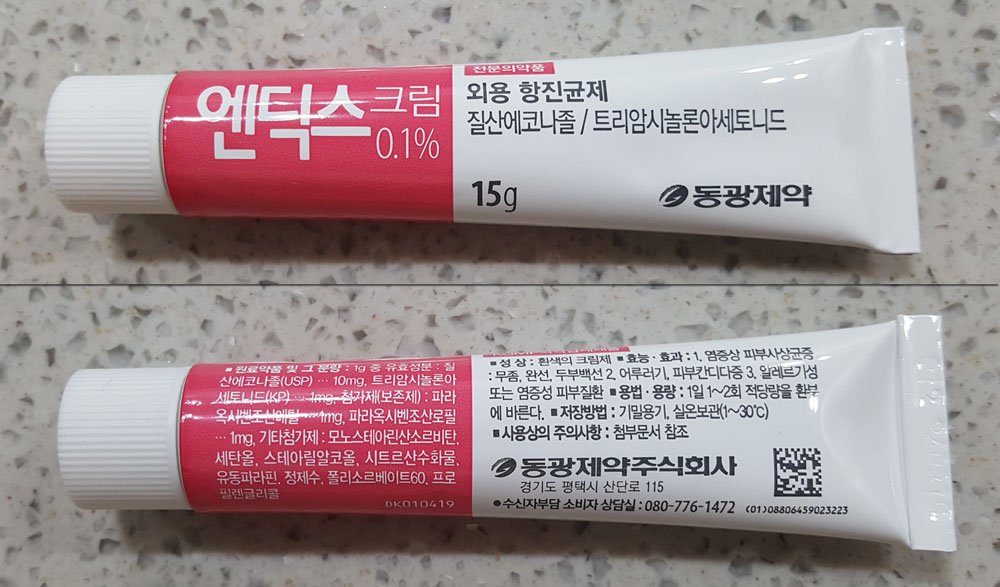 전문의약품
엔틱스 크림
0.1%
외용 항진균제
질산에코나졸 / 트리암시놀론아세토니드
15g
동광제약
■ 원료약품 및 그 분량 : 1g 중 유효성분 : 질
산에코나졸(USP) … 10mg, 트리암시놀론아
세토니드(KP) … 1mg, 첨가제(보존제) : 파라
옥시벤조산메틸 … 1mg, 파라옥시벤조산프로필
… 1mg, 기타첨가제 : 모노스테아린산소르비탄,
세탄올, 스테아릴알코올, 시트르산수화물,
유동파라핀, 정제수, 폴리소르베이트60, 프로
필렌글리콜
DK010419
■ 성 상 : 흰색의 크림제 ■ 효능 · 효과 : 1. 염증상 피부사상균증
: 무좀, 완선, 두부백선 2. 어루러기, 피부칸디다증 3. 알레르기성
또는 염증성 피부질환 ■ 용법 · 용량 : 1일 1~2회 적당량을 환부
에 바른다. ■ 저장방법 : 기밀용기, 실온보관(1~30℃)
■ 사용상의 주의사항 : 첨부문서 참조
동광제약주식회사
경기도 평택시 산단로 115
● 수신자부담 소비자 상담실 : 080-776-1472
(01)08806459023223